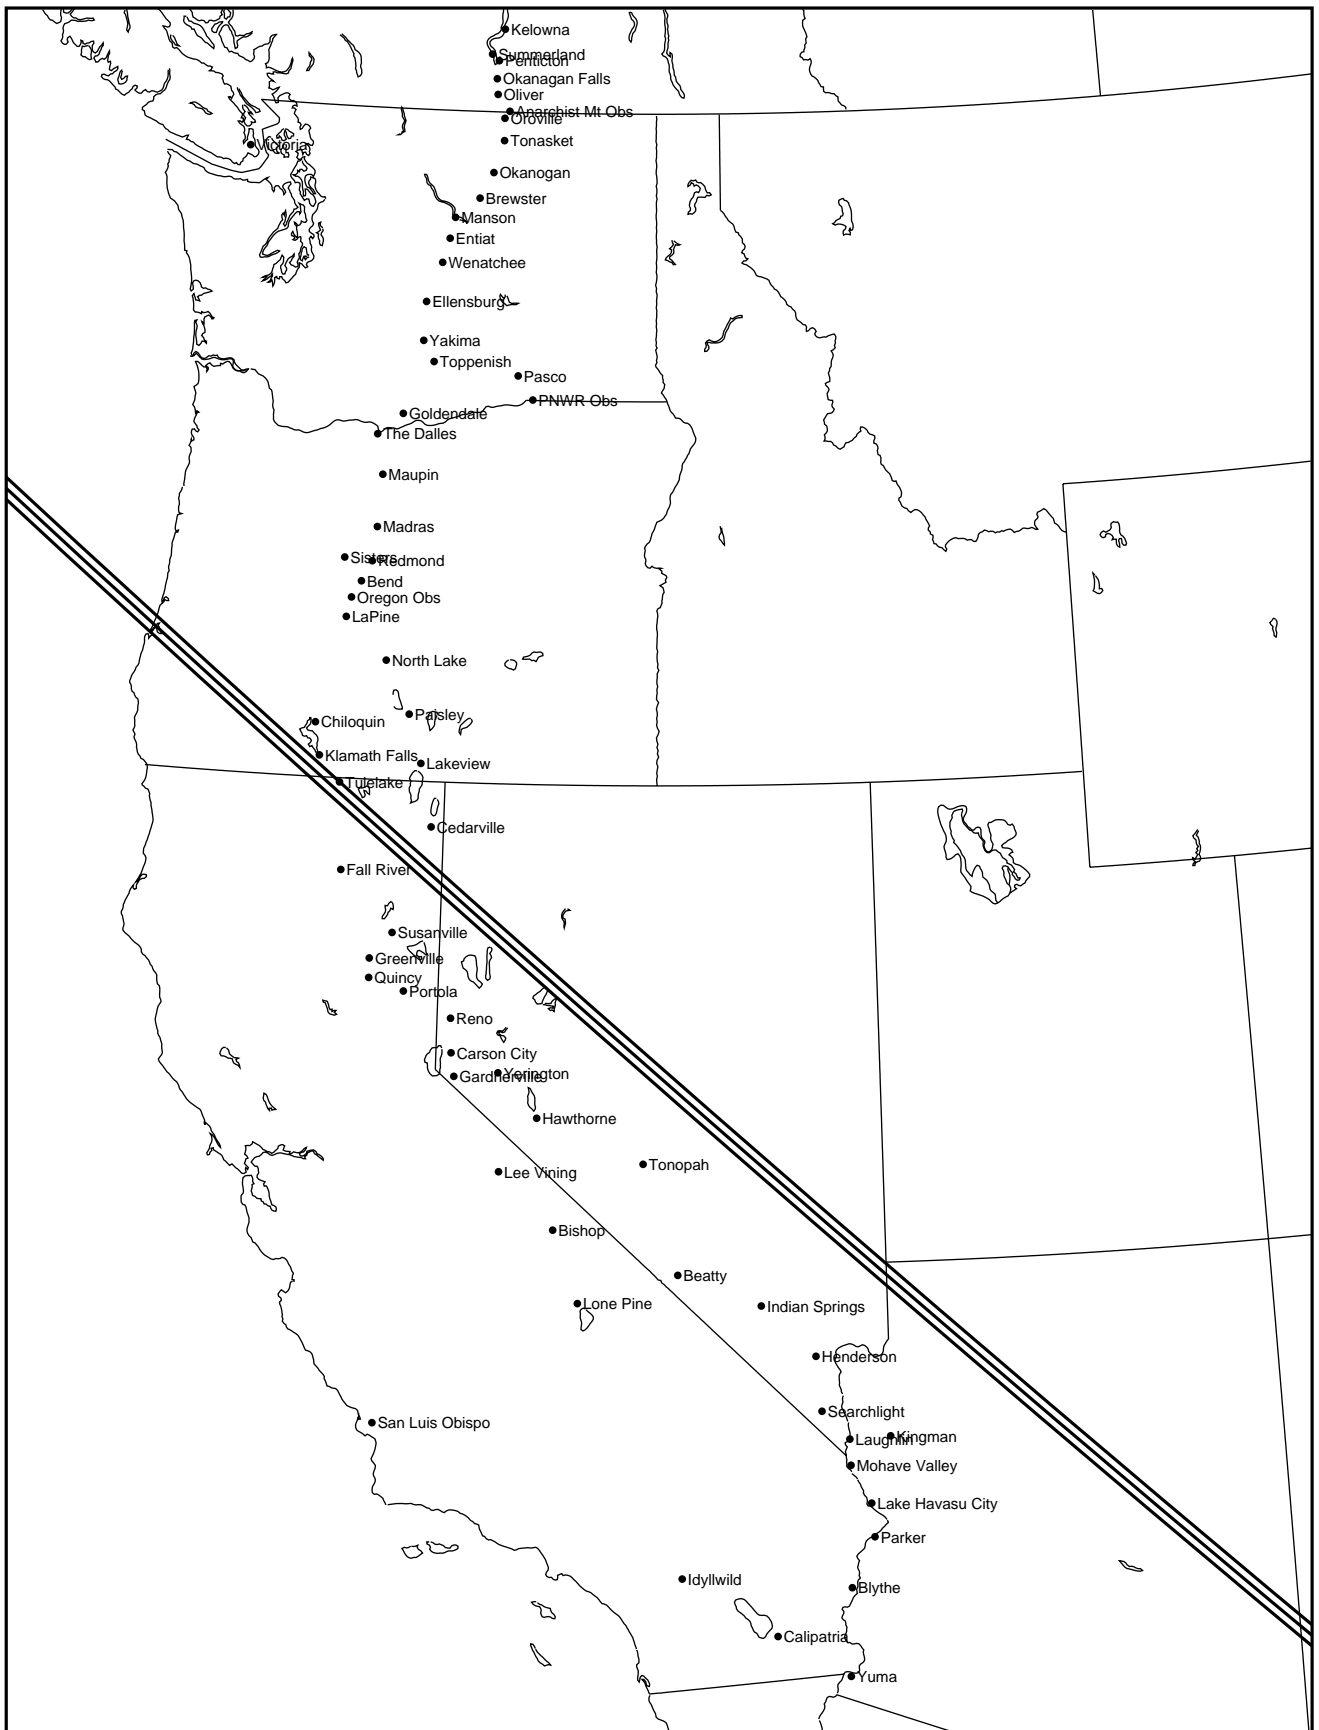 Kelowna
Summerland
Penticton
Okanagan Falls
Oliver
Anarchist Mt Obs
Oroville
Tonasket
Victoria
Okanogan
Brewster
Manson
Entiat
Wenatchee
Ellensburg
Yakima
Toppenish
Pasco
PNWR Obs
Goldendale
The Dalles
Maupin
Madras
Sisters
Redmond
Bend
Oregon Obs
LaPine
North Lake
Paisley
Chiloquin
Klamath Falls
Lakeview
Tulelake
Cedarville
Fall River
Susanville
Greenville
Quincy
Portola
Reno
Carson City
Yerington
Gardnerville
Hawthorne
Tonopah
Lee Vining
Bishop
Beatty
Lone Pine
Indian Springs
Henderson
Searchlight
San Luis Obispo
Kingman
Laughlin
Mohave Valley
Lake Havasu City
Parker
Idyllwild
Blythe
Calipatria
Yuma